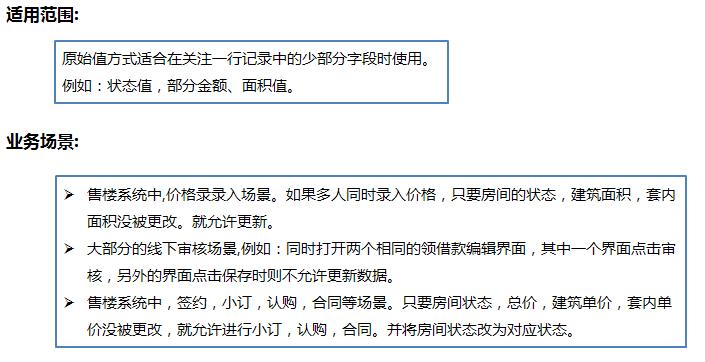 适用范围:
原始值方式适合在关注一行记录中的少部分字段时使用。
例如：状态值，部分金额、面积值。
业务场景:
➢ 售楼系统中,价格录录入场景。如果多人同时录入价格，只要房间的状态，建筑面积，套内
面积没被更改。就允许更新。
➢ 大部分的线下审核场景,例如：同时打开两个相同的领借款编辑界面，其中一个界面点击审
核，另外的界面点击保存时则不允许更新数据。
➢ 售楼系统中，签约，小订，认购，合同等场景。只要房间状态，总价，建筑单价，套内单
价没被更改，就允许进行小订，认购，合同。并将房间状态改为对应状态。